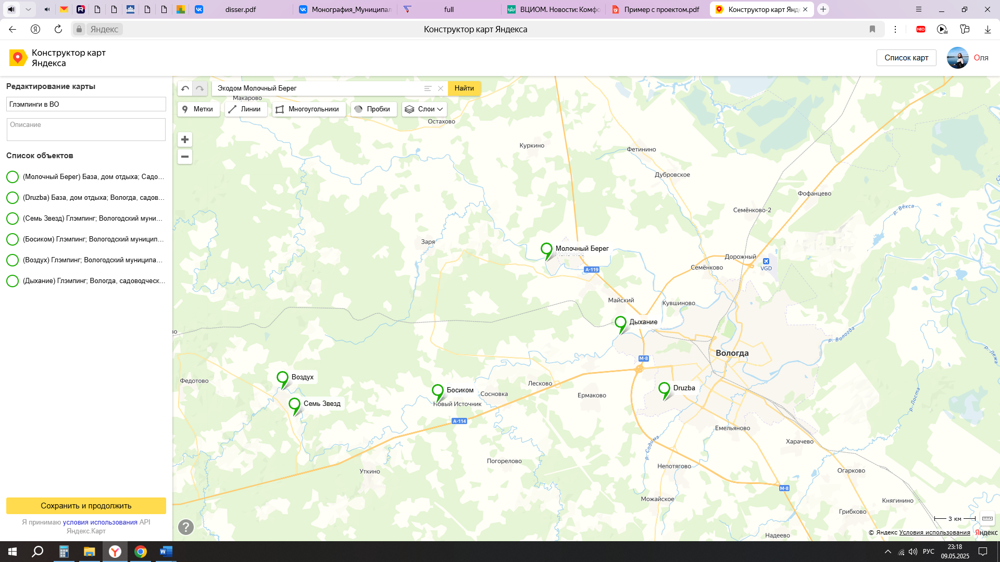 disser.pdf
Монография_Муниципал
full
ВЦИОМ. Новости: Комфо
Пример с проектом.pdf
Конструктор карт Янде
Яндекс
Конструктор карт Яндекса
NEO
Конструктор карт
Яндекса
Список карт
Оля
Редактирование карты
Глэмпинги в ВО
Описание
Список объектов
(Молочный Берег) База, дом отдыха; Садо...
(Druzba) База, дом отдыха; Вологда, садов...
(Семь Звезд) Глэмпинг; Вологодский муни...
(Босиком) Глэмпинг; Вологодский муницип...
(Воздух) Глэмпинг; Вологодский муниципа...
(Дыхание) Глэмпинг; Вологда, садоводческ...
Сохранить и продолжить
Я принимаю условия использования API
Яндекс.Карт
Экодом Молочный Берег
Найти
Метки
Линии
Многоугольники
Пробки
Слои
Макарово
Остахово
Куркино
Фетинино
Дубровское
Фофанцево
Семёнково-2
р. Вёкса
Заря
Молочный Берег
Молочное
А-119
Дорожный
Семёнково
VGD
Майский
Кувшиново
Дыхание
р. Вологда
р. Лежа
Вологда
М-8
Федотово
Воздух
Семь Звезд
Босиком
Новый Источник
Сосновка
Лесково
Ермаково
Druzba
р. Лоста
А-114
Емельяново
Харачево
р. Содима
Погорелово
Уткино
Непотягово
Огарково
М-8
Можайское
Княгинино
Грибково
Надеево
3 км
© Яндекс Условия использования
Яндекс
РУС
23:18
09.05.2025